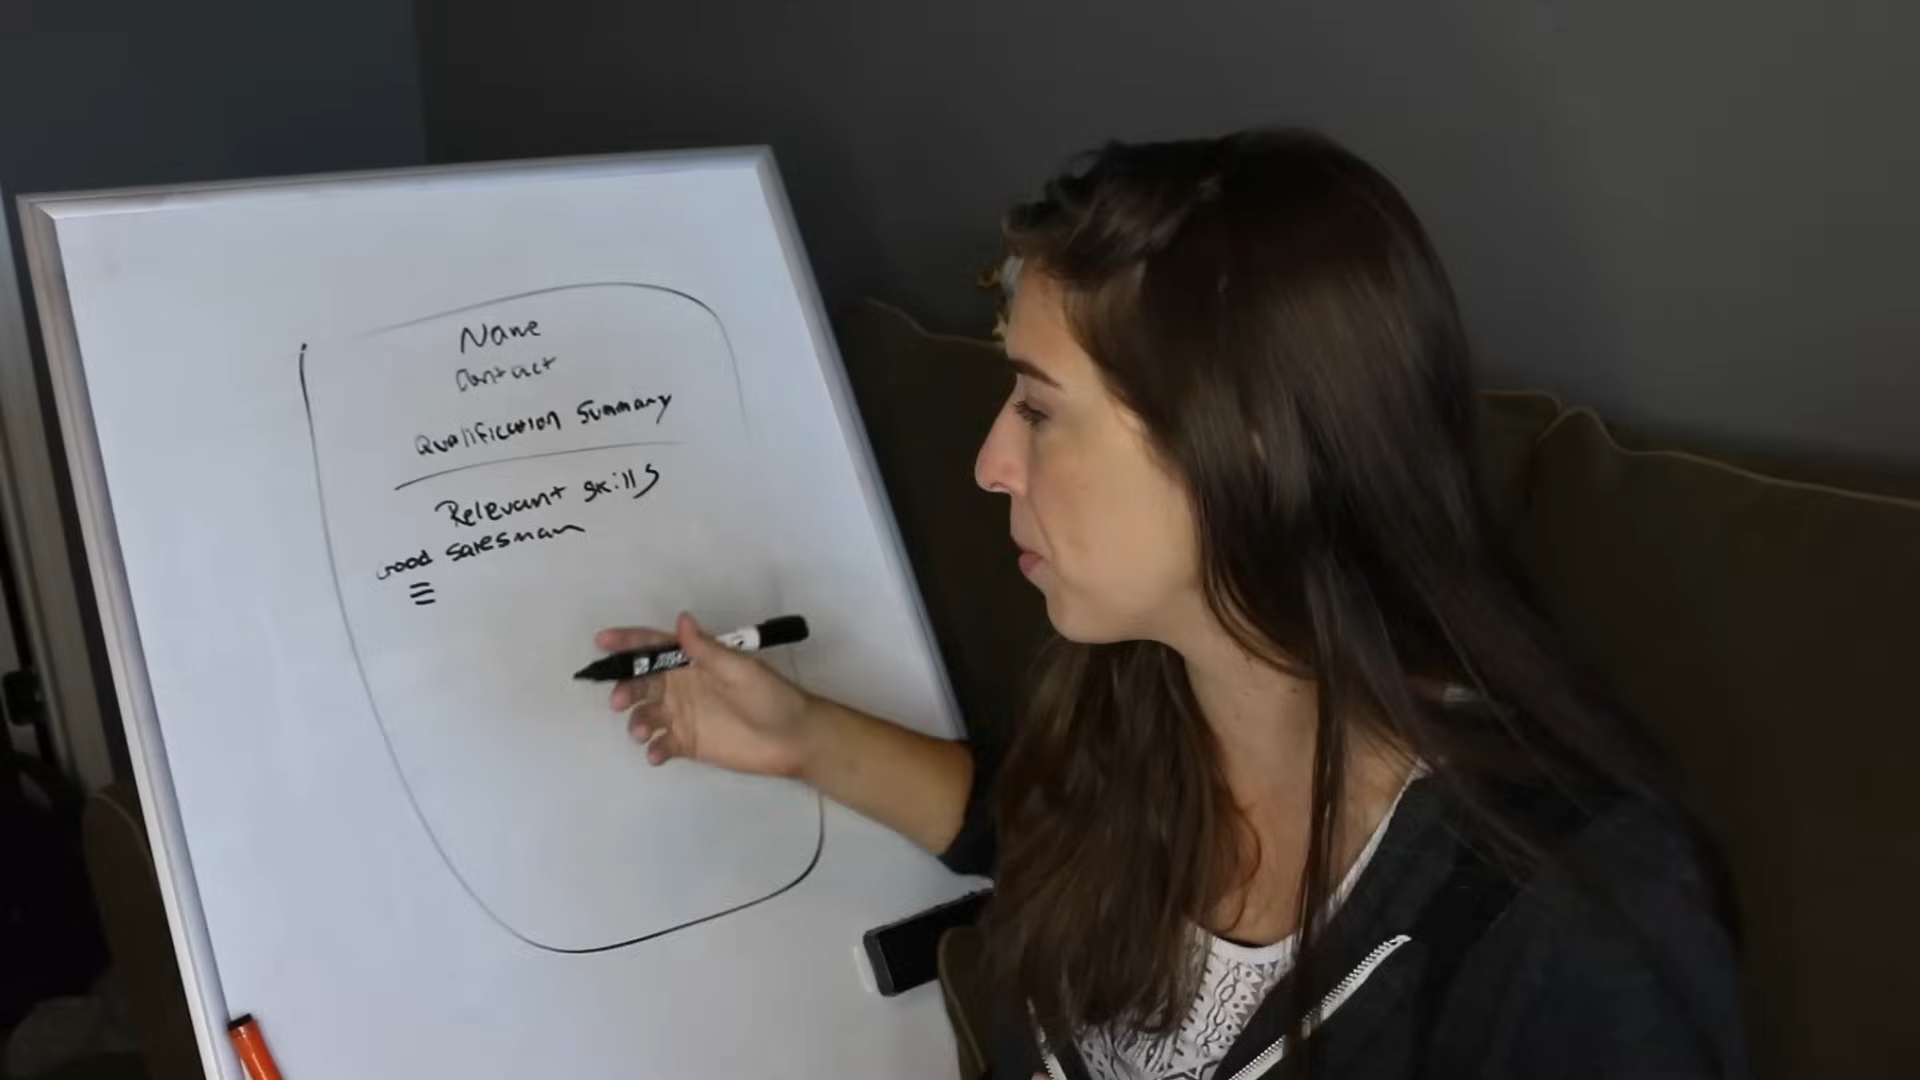 Name
Contact
Qualification Summary
Relevant skills
Good salesman